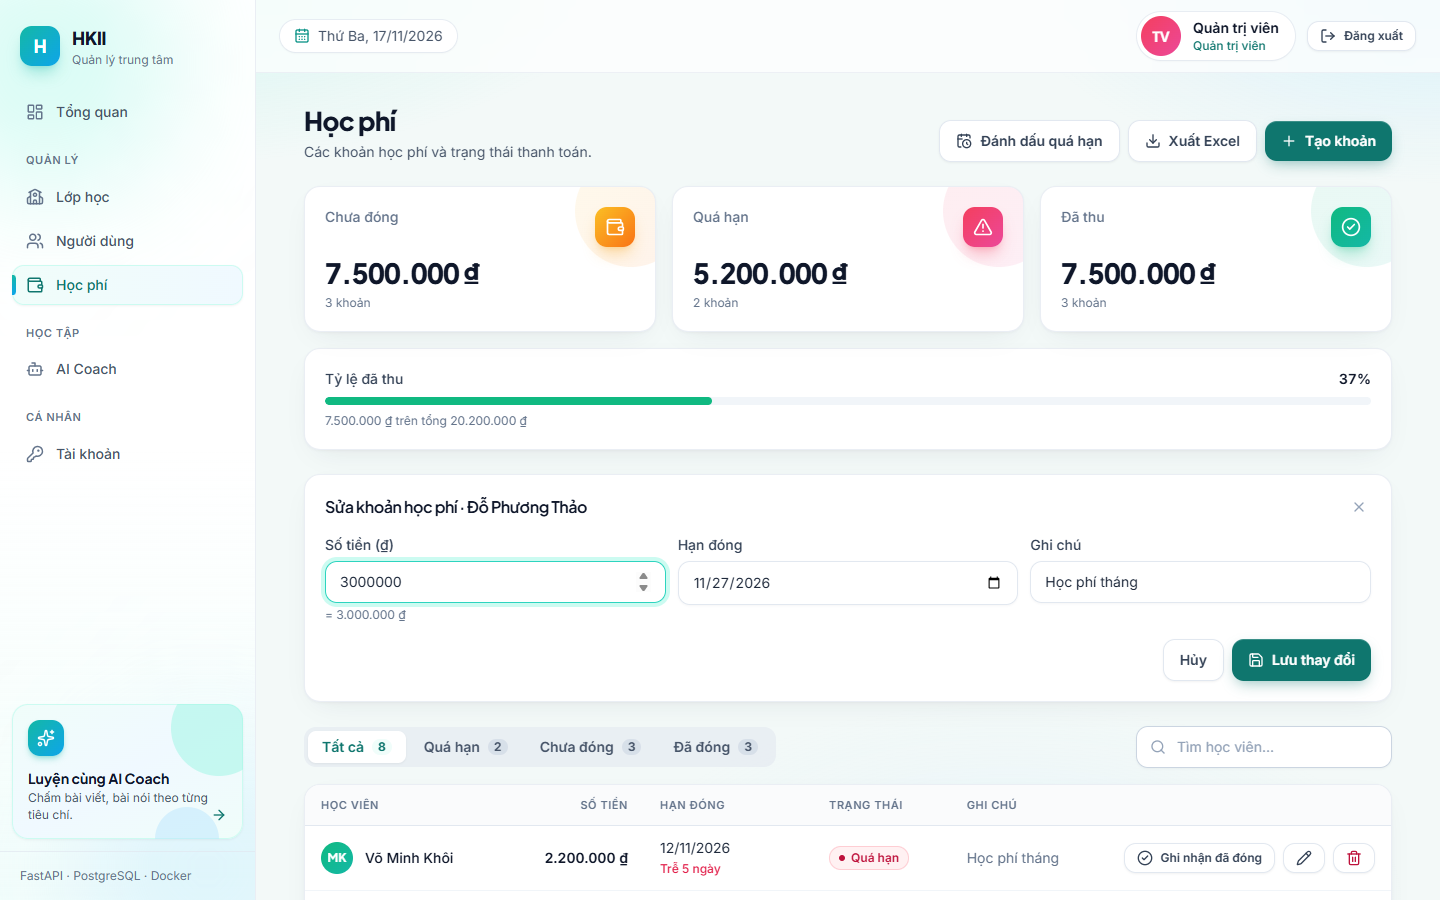 H
HKII
Quản lý trung tâm
Tổng quan
QUẢN LÝ
Lớp học
Người dùng
Học phí
HỌC TẬP
AI Coach
CÁ NHÂN
Tài khoản
Luyện cùng AI Coach
Chấm bài viết, bài nói theo từng
tiêu chí.
FastAPI · PostgreSQL · Docker
Thứ Ba, 17/11/2026
TV
Quản trị viên
Quản trị viên
Đăng xuất
Học phí
Các khoản học phí và trạng thái thanh toán.
Đánh dấu quá hạn
Xuất Excel
Tạo khoản
Chưa đóng
7.500.000 ₫
3 khoản
Quá hạn
5.200.000 ₫
2 khoản
Đã thu
7.500.000 ₫
3 khoản
Tỷ lệ đã thu
37%
7.500.000 ₫ trên tổng 20.200.000 ₫
Sửa khoản học phí · Đỗ Phương Thảo
Số tiền (₫)
Hạn đóng
Ghi chú
3000000
11/27/2026
Học phí tháng
= 3.000.000 ₫
Hủy
Lưu thay đổi
Tất cả 8
Quá hạn 2
Chưa đóng 3
Đã đóng 3
Tìm học viên...
HỌC VIÊN
SỐ TIỀN
HẠN ĐÓNG
TRẠNG THÁI
GHI CHÚ
MK
Võ Minh Khôi
2.200.000 ₫
12/11/2026
Trễ 5 ngày
Quá hạn
Học phí tháng
Ghi nhận đã đóng